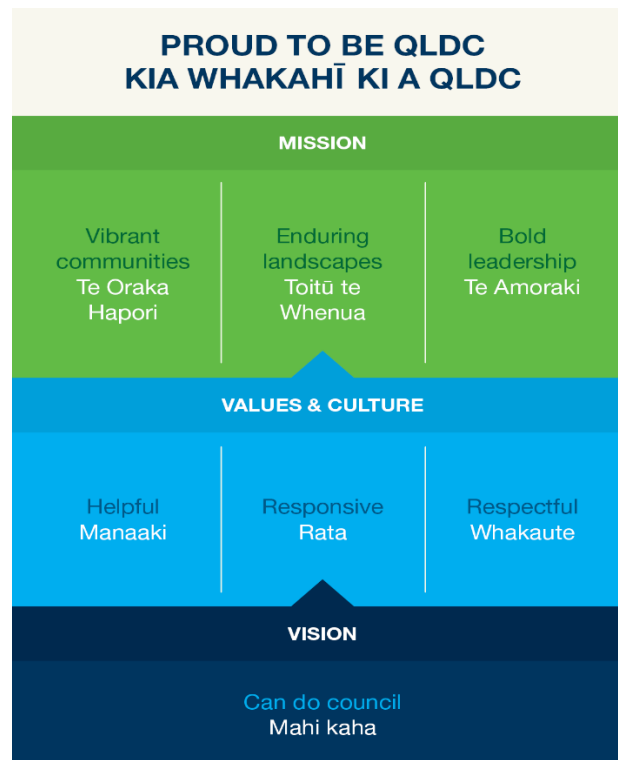 PROUD TO BE QLDC
KIA WHAKAHĪ KI A QLDC
MISSION
Vibrant
communities
Te Oraka
Hapori
Enduring
landscapes
Toitū te
Whenua
Bold
leadership
Te Amoraki
VALUES & CULTURE
Helpful
Manaaki
Responsive
Rata
Respectful
Whakaute
VISION
Can do council
Mahi kaha